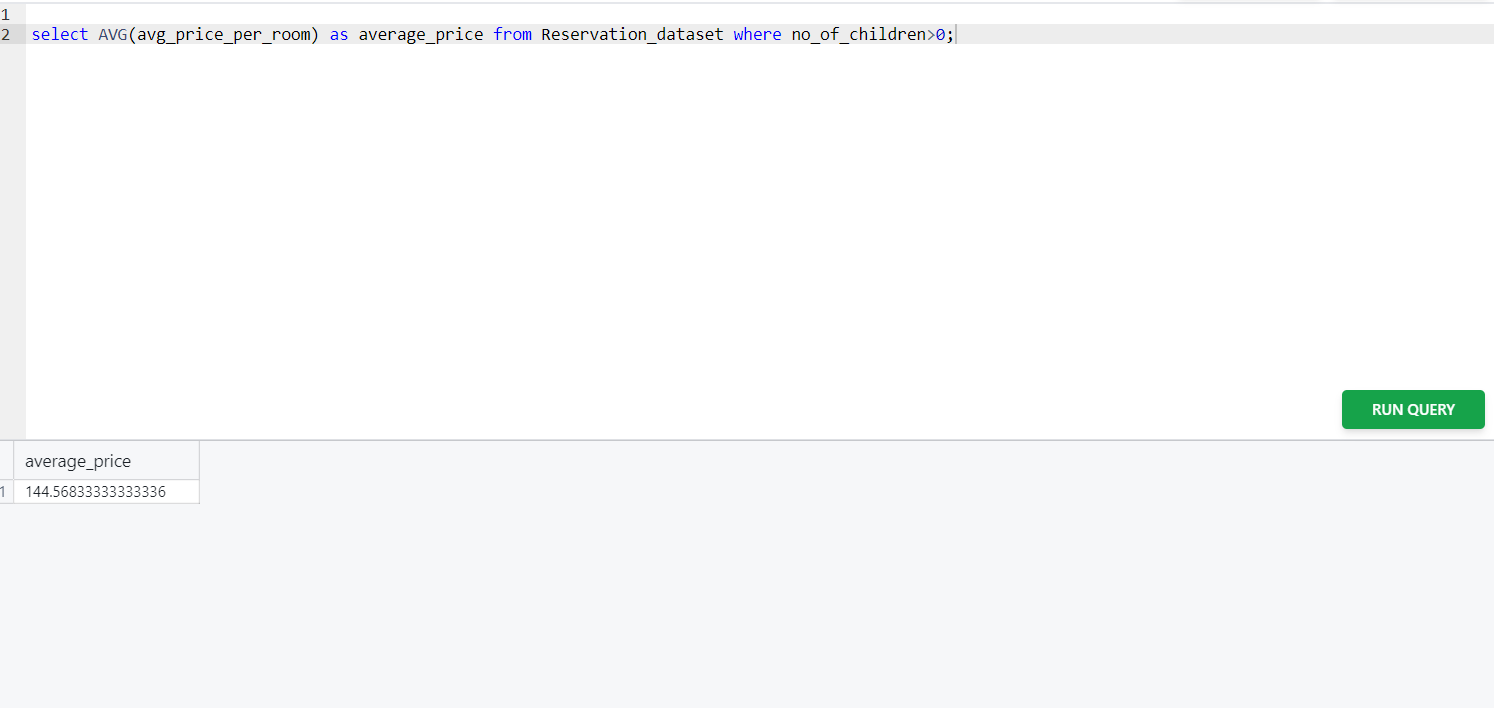 1
2 select AVG(avg_price_per_room) as average_price from Reservation_dataset where no_of_children>0;
RUN QUERY
average_price
1 144.56833333333336